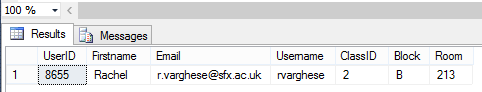 100 %
Results Messages
UserID Firstname Email Username ClassID Block Room
1 8655 Rachel r.varghese@sfx.ac.uk rvarghese 2 B 213